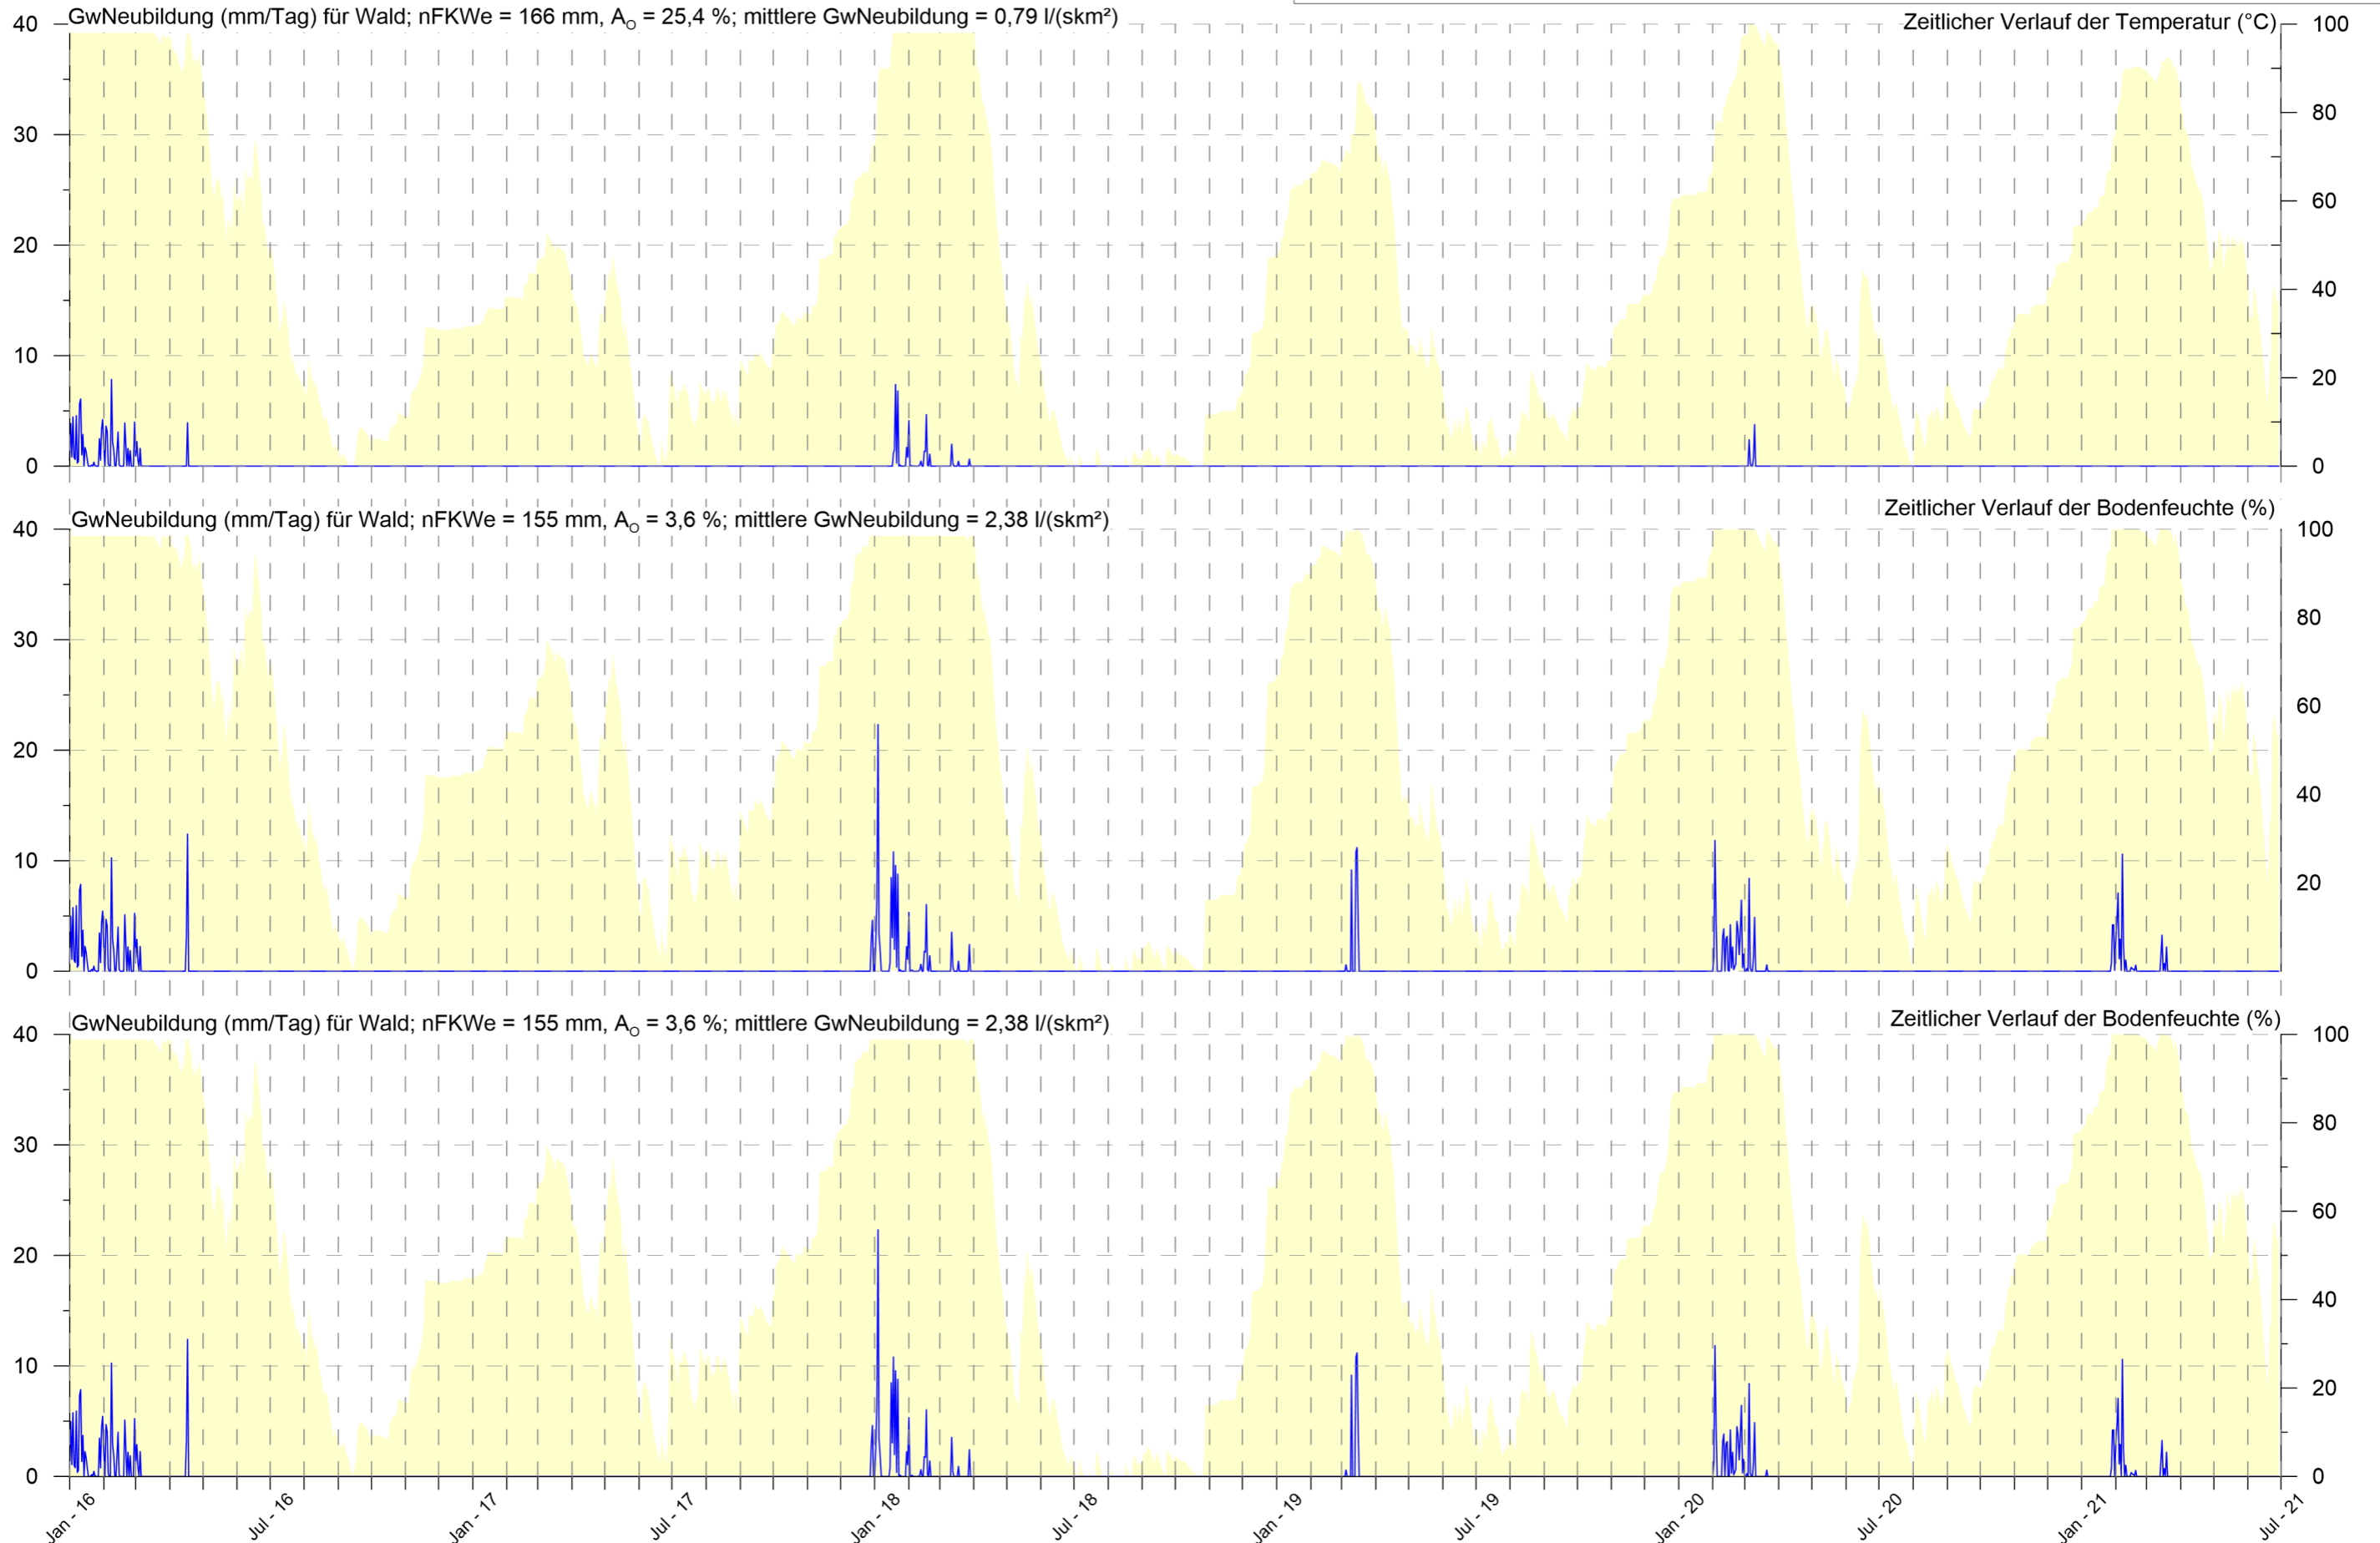 GwNeubildung (mm/Tag) für Wald; nFKWe = 166 mm, AO = 25,4 %; mittlere GwNeubildung = 0,79 l/(skm²)
Zeitlicher Verlauf der Temperatur (°C)
40
30
20
10
0
100
80
60
40
20
0
GwNeubildung (mm/Tag) für Wald; nFKWe = 155 mm, AO = 3,6 %; mittlere GwNeubildung = 2,38 l/(skm²)
Zeitlicher Verlauf der Bodenfeuchte (%)
40
30
20
10
0
100
80
60
40
20
GwNeubildung (mm/Tag) für Wald; nFKWe = 155 mm, AO = 3,6 %; mittlere GwNeubildung = 2,38 l/(skm²)
Zeitlicher Verlauf der Bodenfeuchte (%)
40
30
20
10
0
100
80
60
40
20
0
Jan - 16
Jul - 16
Jan - 17
Jul - 17
Jan - 18
Jul - 18
Jan - 19
Jul - 19
Jan - 20
Jul - 20
Jan - 21
Jul - 21